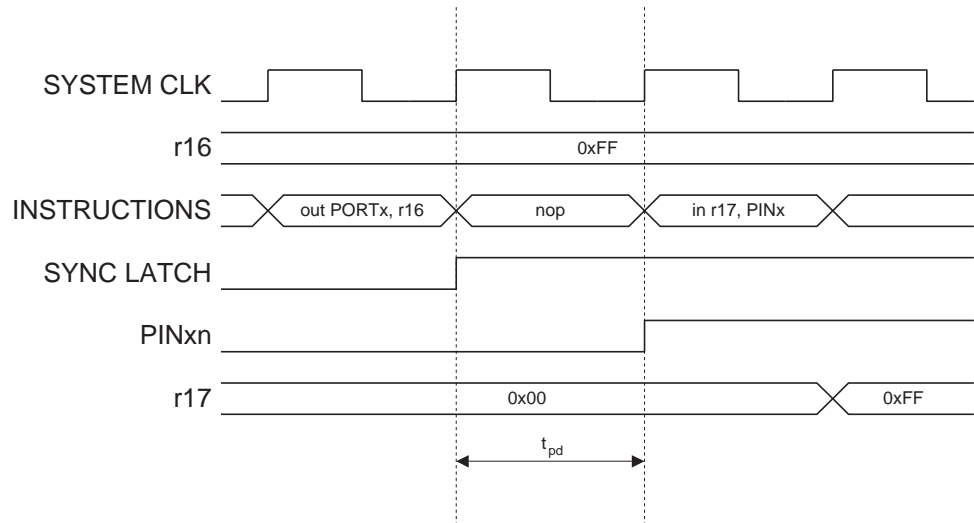 SYSTEM CLK
r16
0xFF
INSTRUCTIONS
out PORTx, r16
nop
in r17, PINx
SYNC LATCH
PINxn
r17
0x00
0xFF
tpd